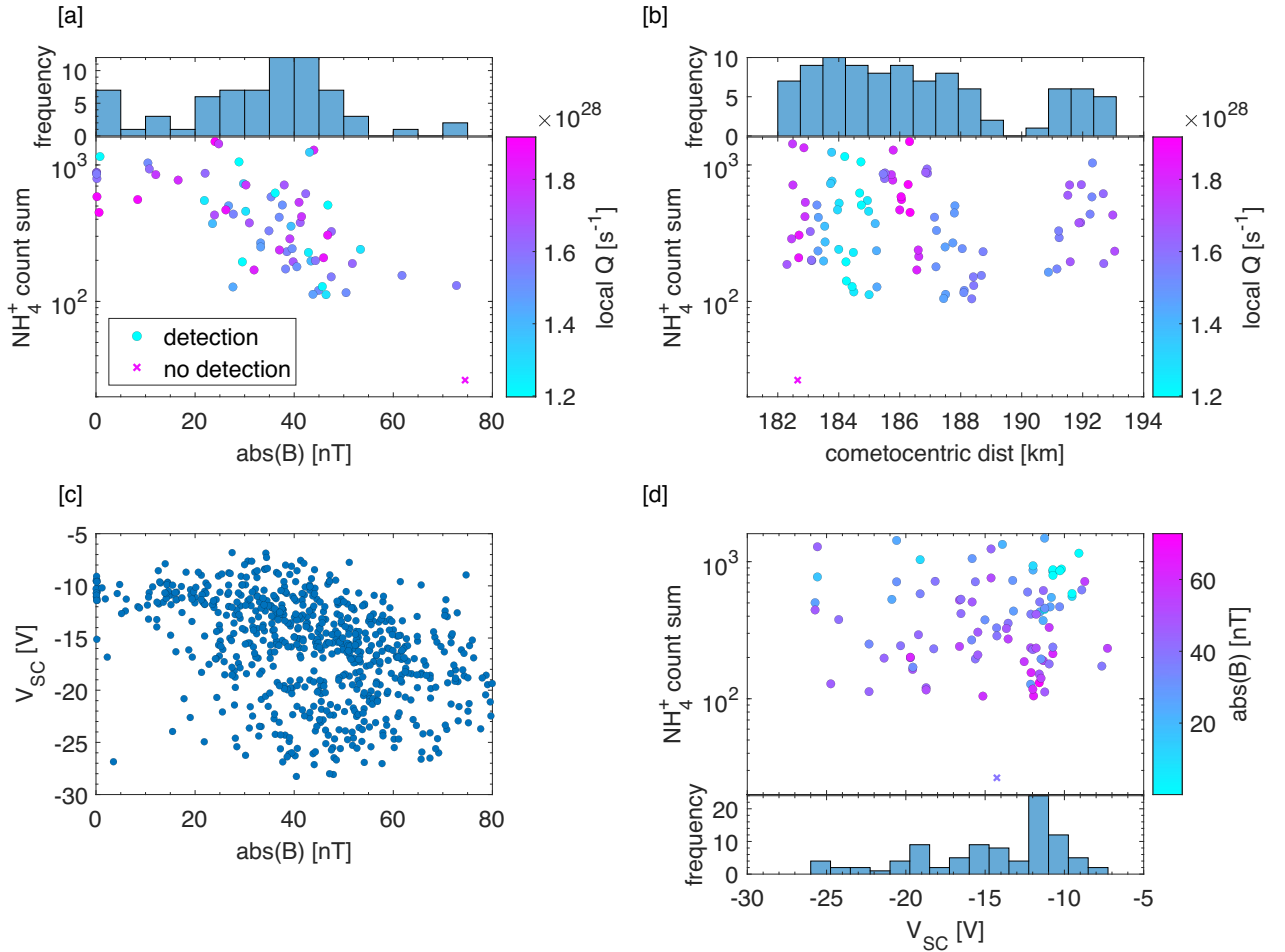 [a]
frequency
10
5
0
NH₄⁺ count sum
10³
10²
detection
no detection
0 20 40 60 80
abs(B) [nT]
×10²⁸
1.8
1.6
1.4
1.2
local Q [s⁻¹]
[b]
frequency
10
5
0
NH₄⁺ count sum
10³
10²
182 184 186 188 190 192 194
cometocentric dist [km]
×10²⁸
1.8
1.6
1.4
1.2
local Q [s⁻¹]
[c]
V_SC [V]
-5
-10
-15
-20
-25
-30
0 20 40 60 80
abs(B) [nT]
[d]
NH₄⁺ count sum
10³
10²
60
40
20
abs(B) [nT]
frequency
20
10
0
-30 -25 -20 -15 -10 -5
V_SC [V]